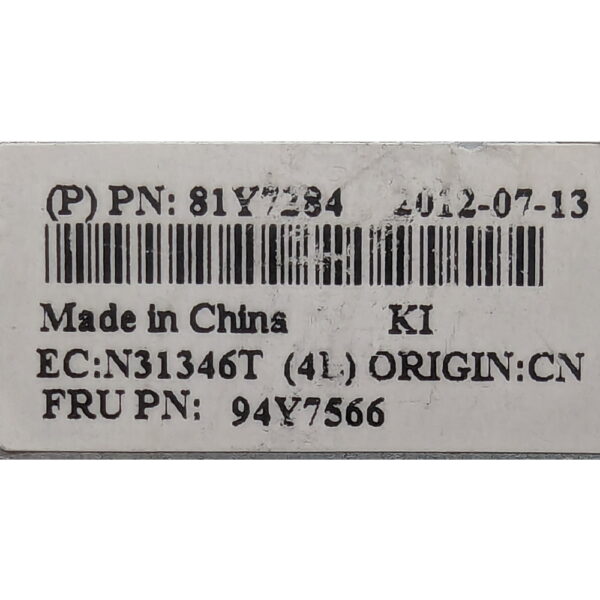 (P) PN: 81Y7284 2012-07-13
Made in China KI
EC:N31346T (4L) ORIGIN:CN
FRU PN: 94Y7566